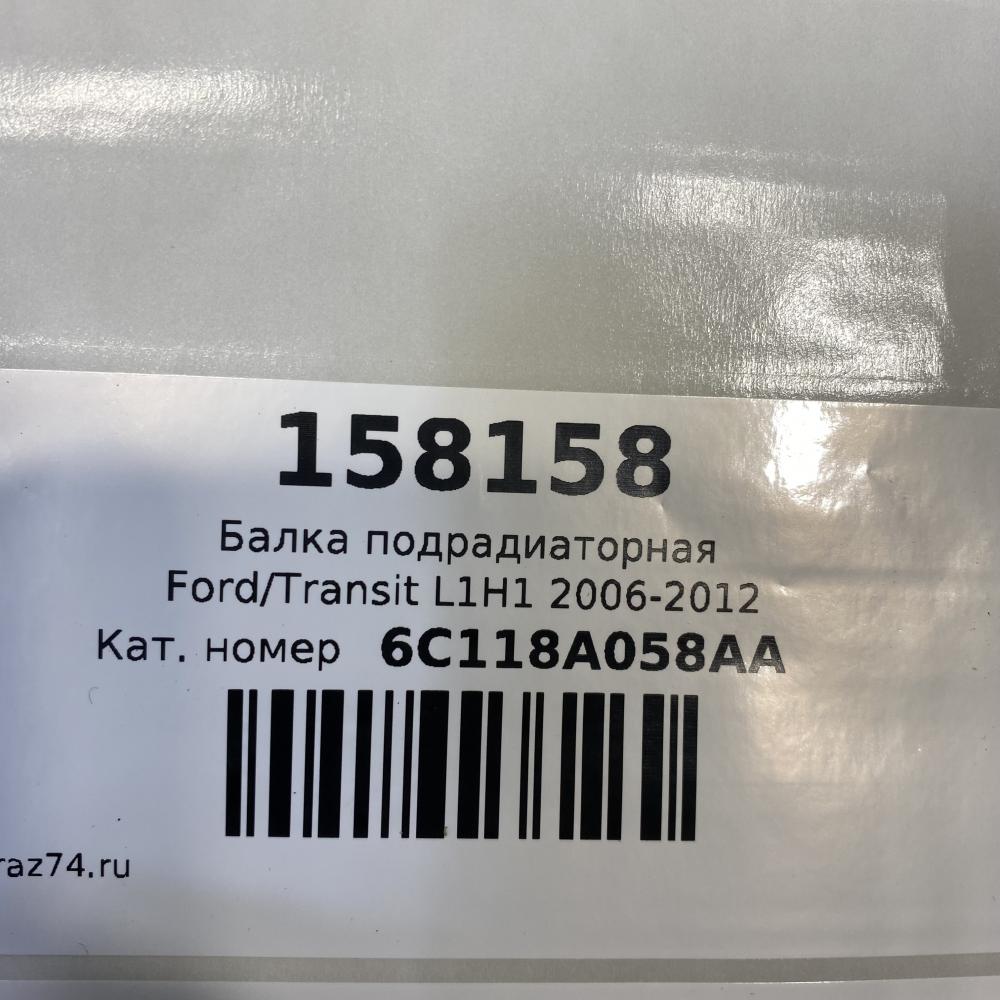 158158
Балка подрадиаторная
Ford/Transit L1H1 2006-2012
Кат. номер 6C118A058AA
raz74.ru